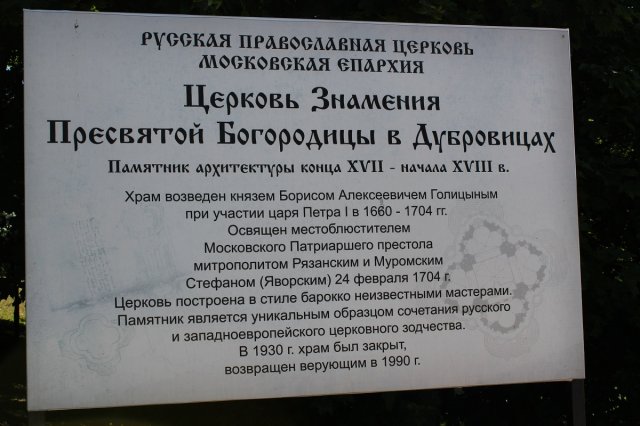 Русская Православная Церковь
Московская епархия
Церковь Знамения
Пресвятой Богородицы в Дубровицах
Памятник архитектуры конца XVII - начала XVIII в.
Храм возведен князем Борисом Алексеевичем Голицыным
при участии царя Петра I в 1660 - 1704 гг.
Освящен местоблюстителем
Московского Патриаршего престола
митрополитом Рязанским и Муромским
Стефаном (Яворским) 24 февраля 1704 г.
Церковь построена в стиле барокко неизвестными мастерами.
Памятник является уникальным образцом сочетания русского
и западноевропейского церковного зодчества.
В 1930 г. храм был закрыт,
возвращен верующим в 1990 г.